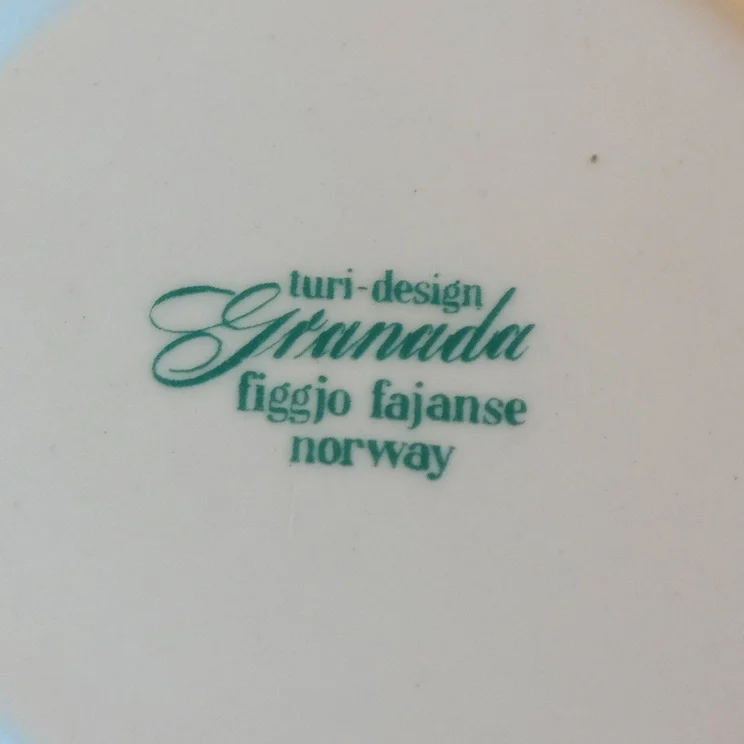 turi-design
Granada
figgjo fajanse
norway